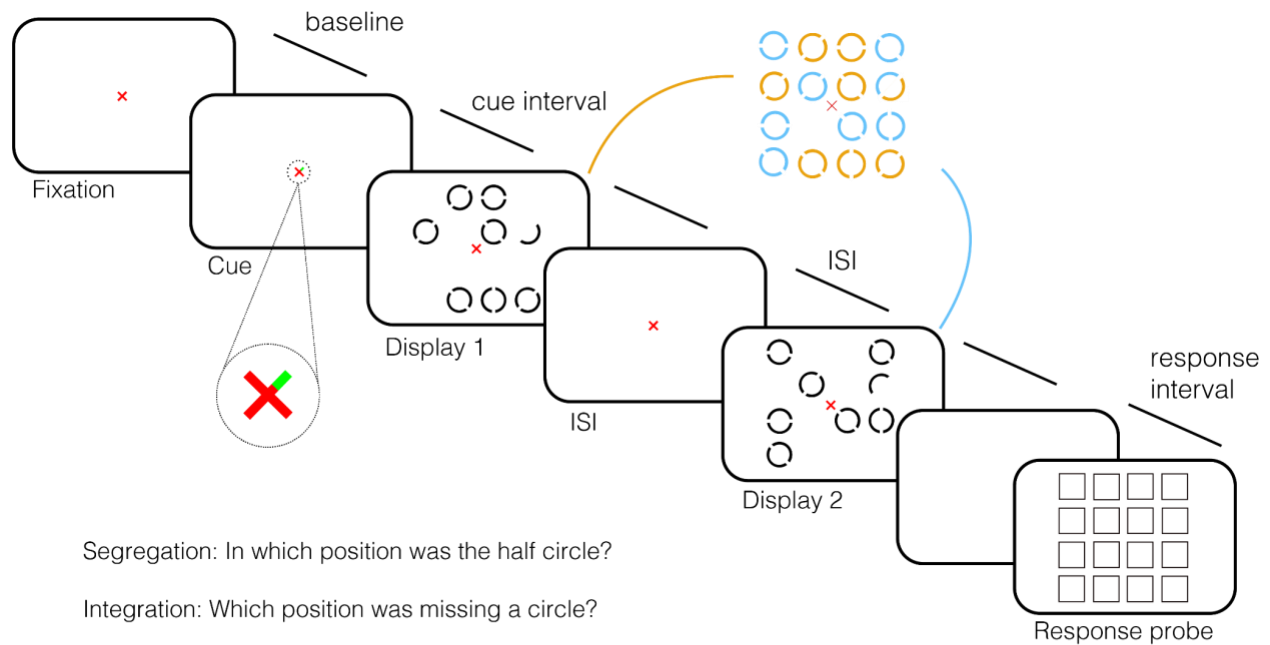 baseline
cue interval
Fixation
Cue
Display 1
ISI
ISI
Display 2
response
interval
Response probe
Segregation: In which position was the half circle?
Integration: Which position was missing a circle?